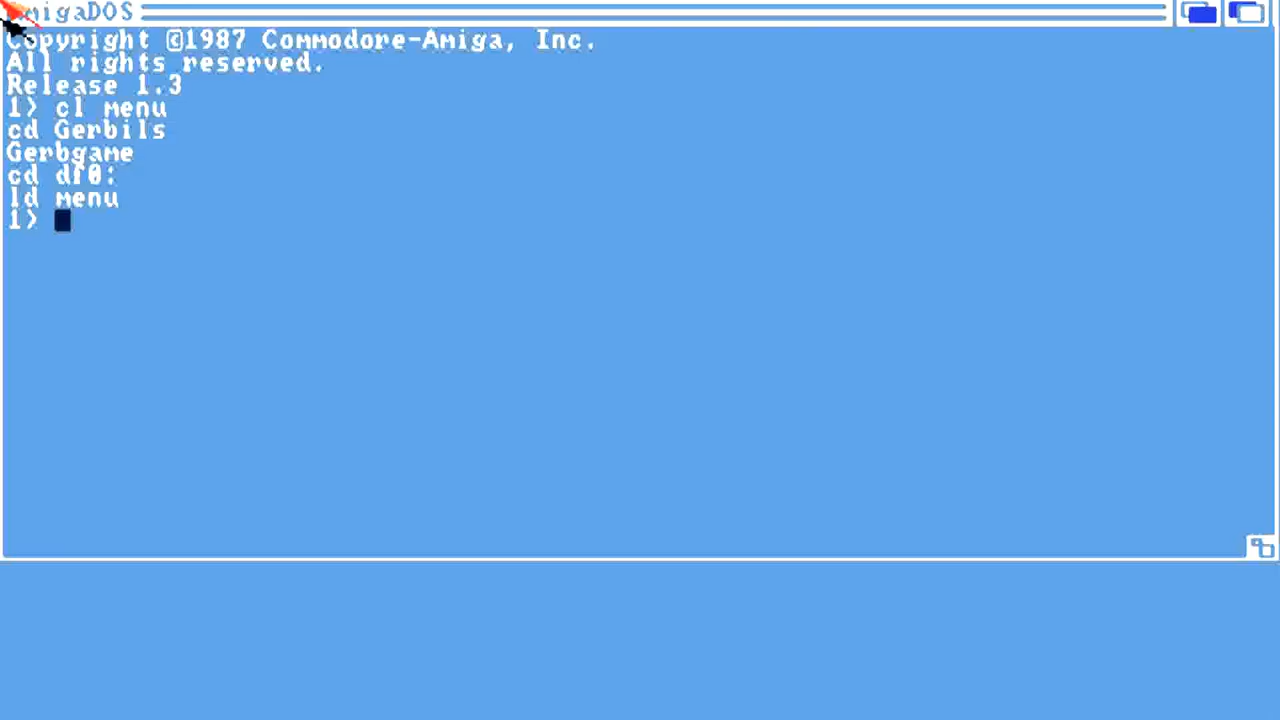 AmigaDOS
Copyright ©1987 Commodore-Amiga, Inc.
All rights reserved.
Release 1.3
1> cl menu
cd Gerbils
Gerbgame
cd df0:
ld menu
1>